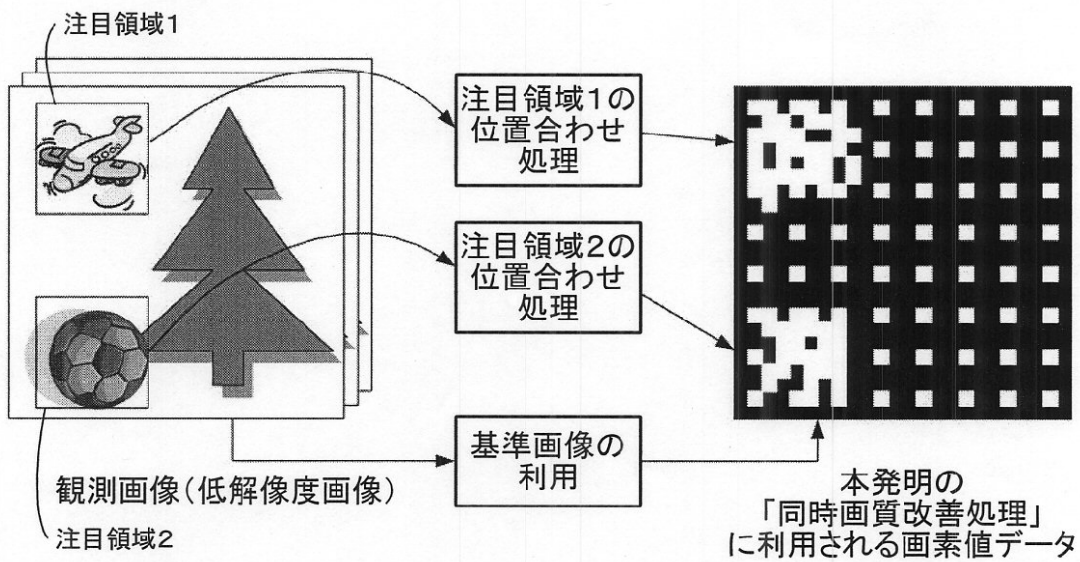 注目領域1
注目領域1の
位置合わせ
処理
注目領域2の
位置合わせ
処理
基準画像の
利用
観測画像(低解像度画像)
注目領域2
本発明の
「同時画質改善処理」
に利用される画素値データ